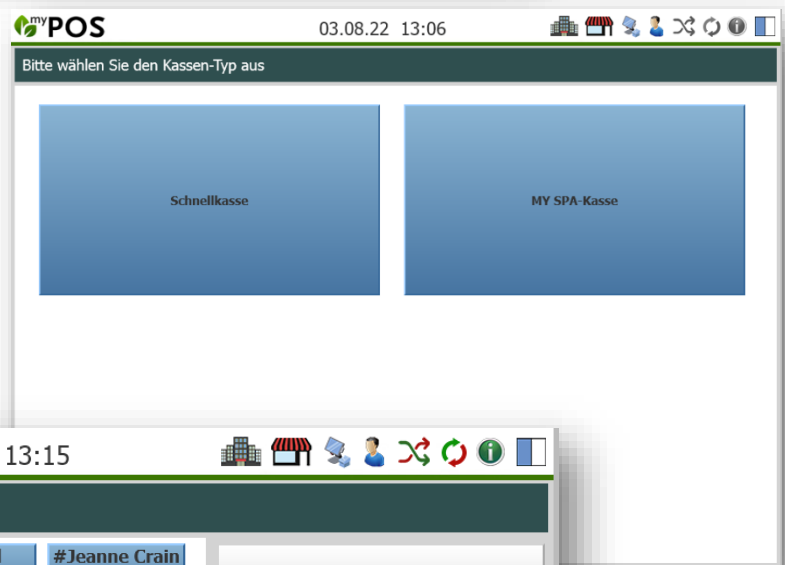 myPOS
03.08.22 13:06
Bitte wählen Sie den Kassen-Typ aus
Schnellkasse
MY SPA-Kasse
13:15
#Jeanne Crain